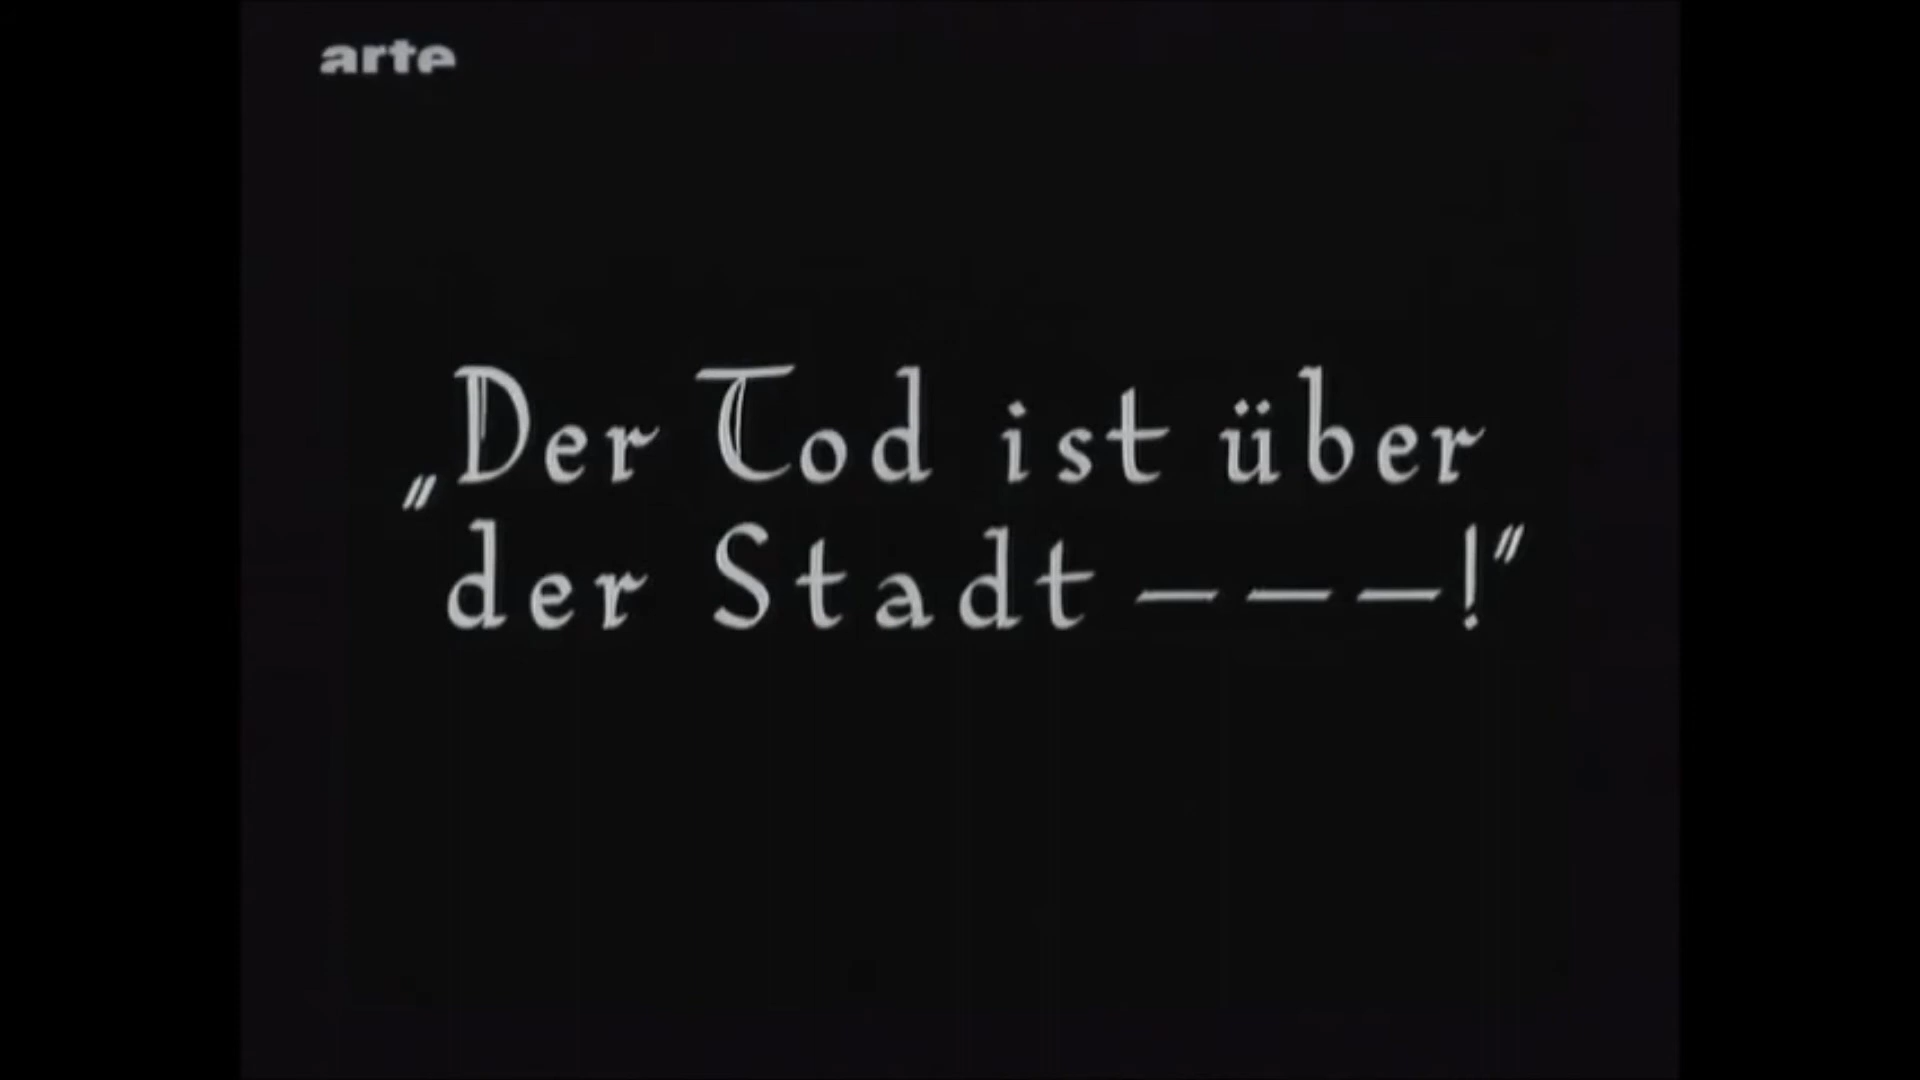 arte
„Der Tod ist über
der Stadt — — —!”